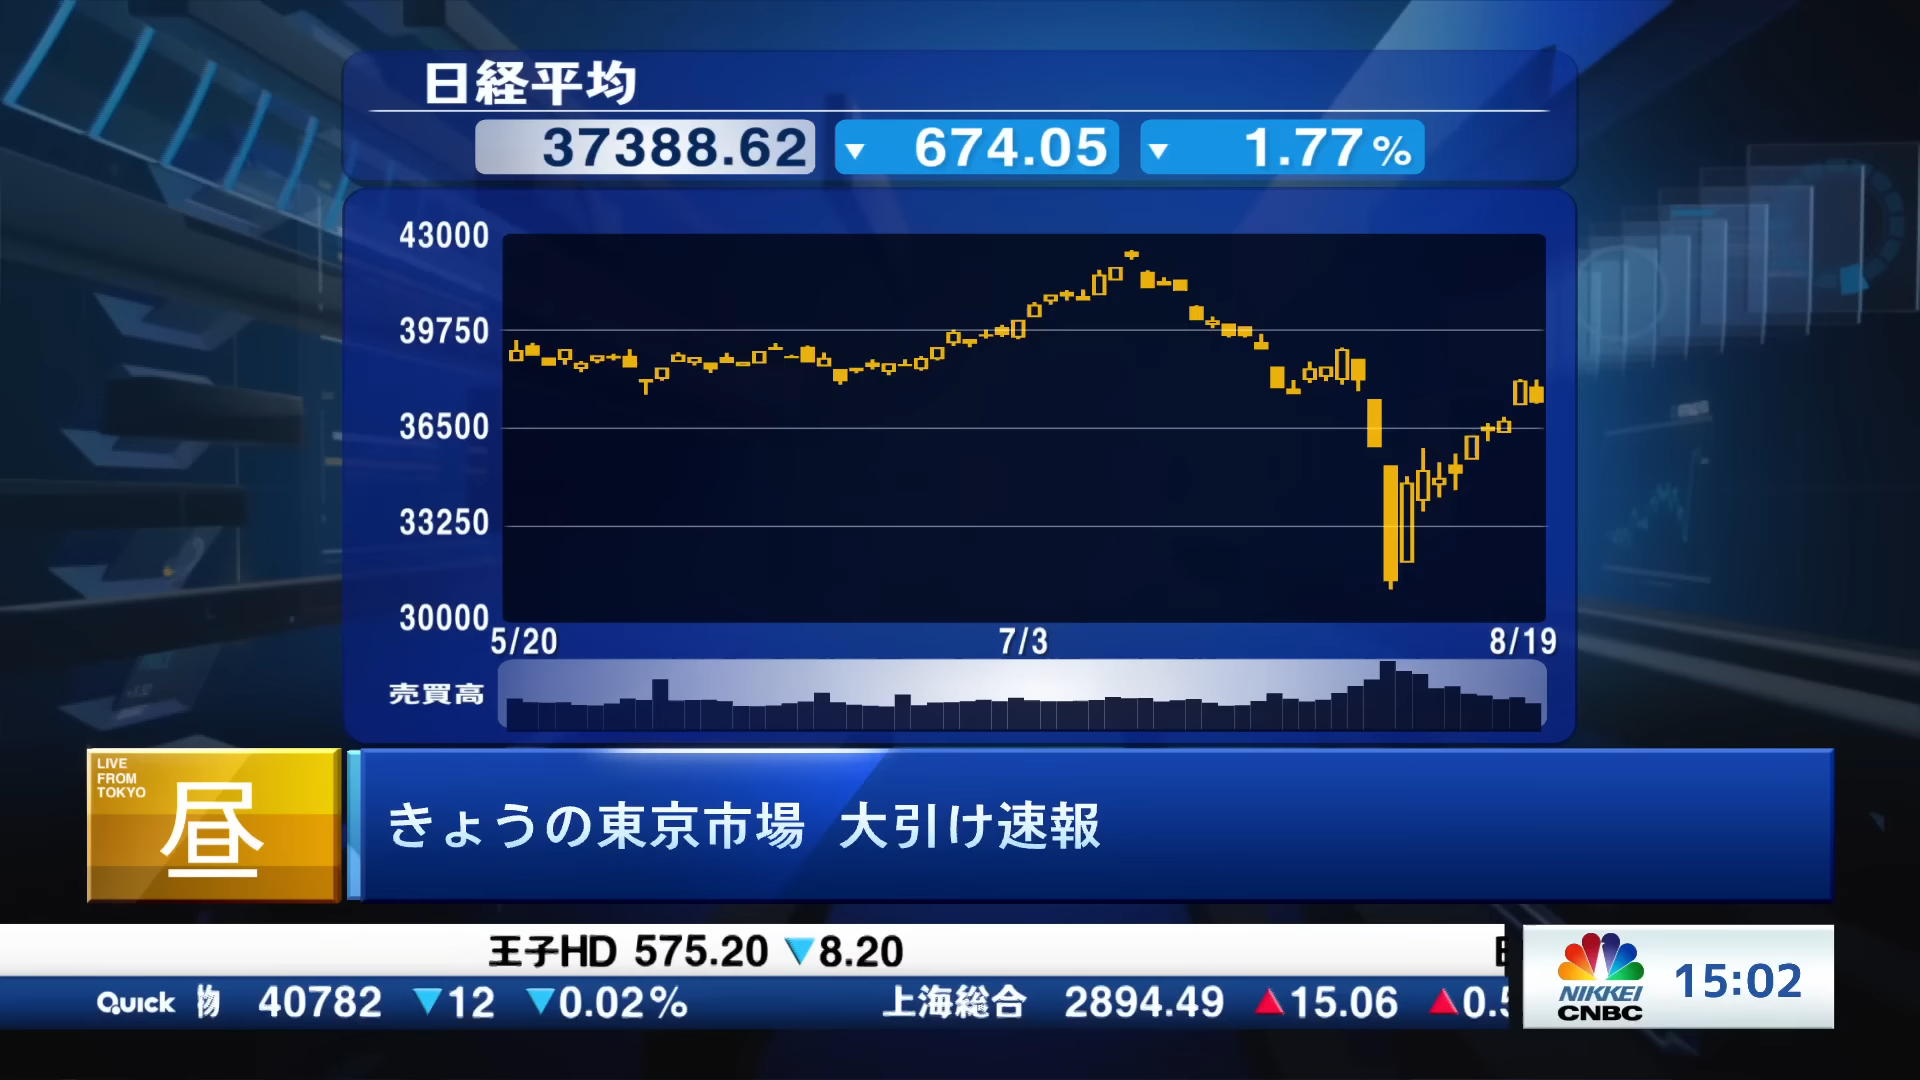 日経平均
37388.62 ▼ 674.05 ▼ 1.77%
43000
39750
36500
33250
30000
5/20 7/3 8/19
売買高
LIVE
FROM
TOKYO
昼
きょうの東京市場 大引け速報
王子HD 575.20 ▼8.20
QUICK 物 40782 ▼12 ▼0.02% 上海総合 2894.49 ▲15.06 ▲0.5
NIKKEI
CNBC
15:02